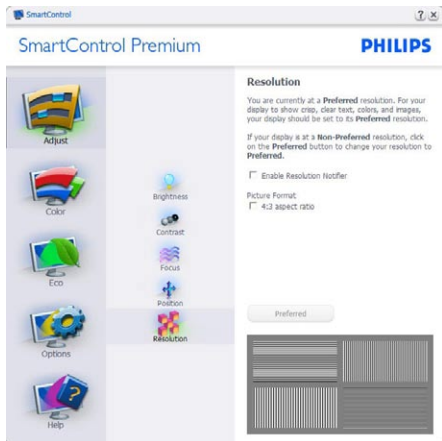 SmartControl
SmartControl Premium
PHILIPS
Adjust
Color
Eco
Options
Help
Brightness
Contrast
Focus
Position
Resolution
Resolution
You are currently at a Preferred resolution. For your
display to show crisp, clear text, colors, and images,
your display should be set to its Preferred resolution.
If your display is at a Non-Preferred resolution, click
on the Preferred button to change your resolution to
Preferred.
Enable Resolution Notifier
Picture Format
4:3 aspect ratio
Preferred